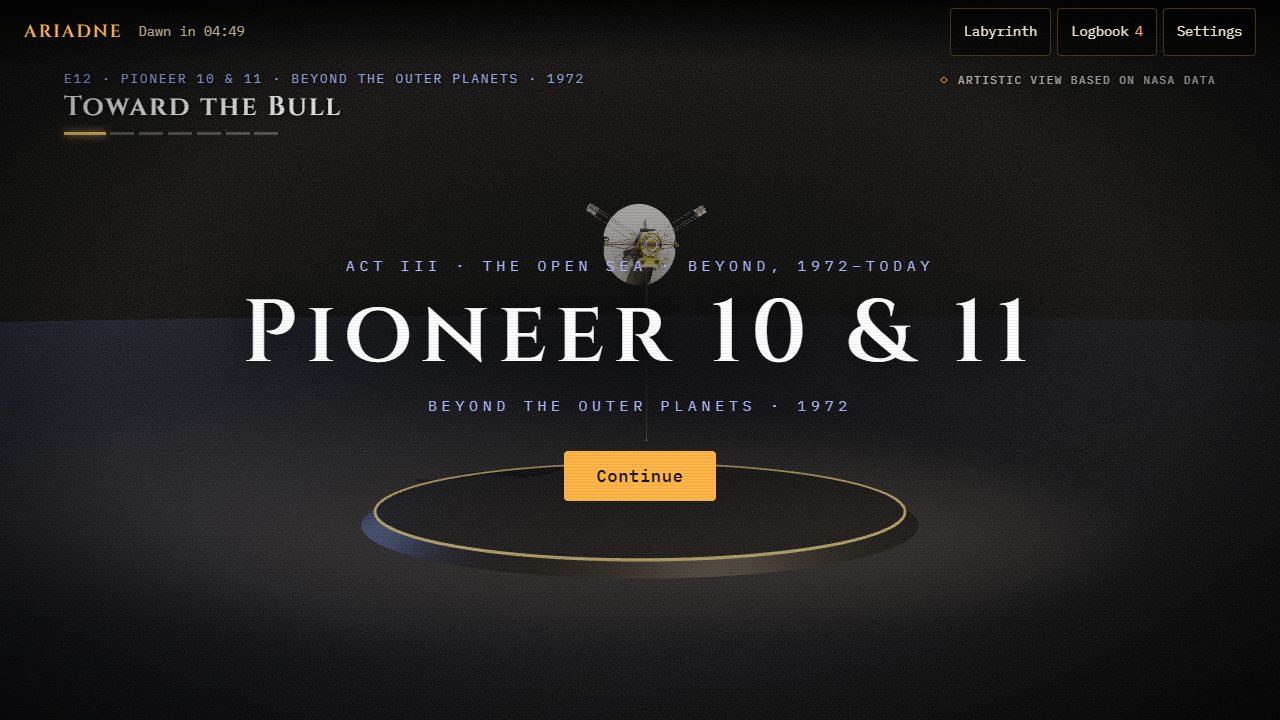 ARIADNE Dawn in 04:49 Labyrinth Logbook 4 Settings
E12 · PIONEER 10 & 11 · BEYOND THE OUTER PLANETS · 1972
◇ ARTISTIC VIEW BASED ON NASA DATA
Toward the Bull
ACT III · THE OPEN SEA · BEYOND, 1972–TODAY
Pioneer 10 & 11
BEYOND THE OUTER PLANETS · 1972
Continue